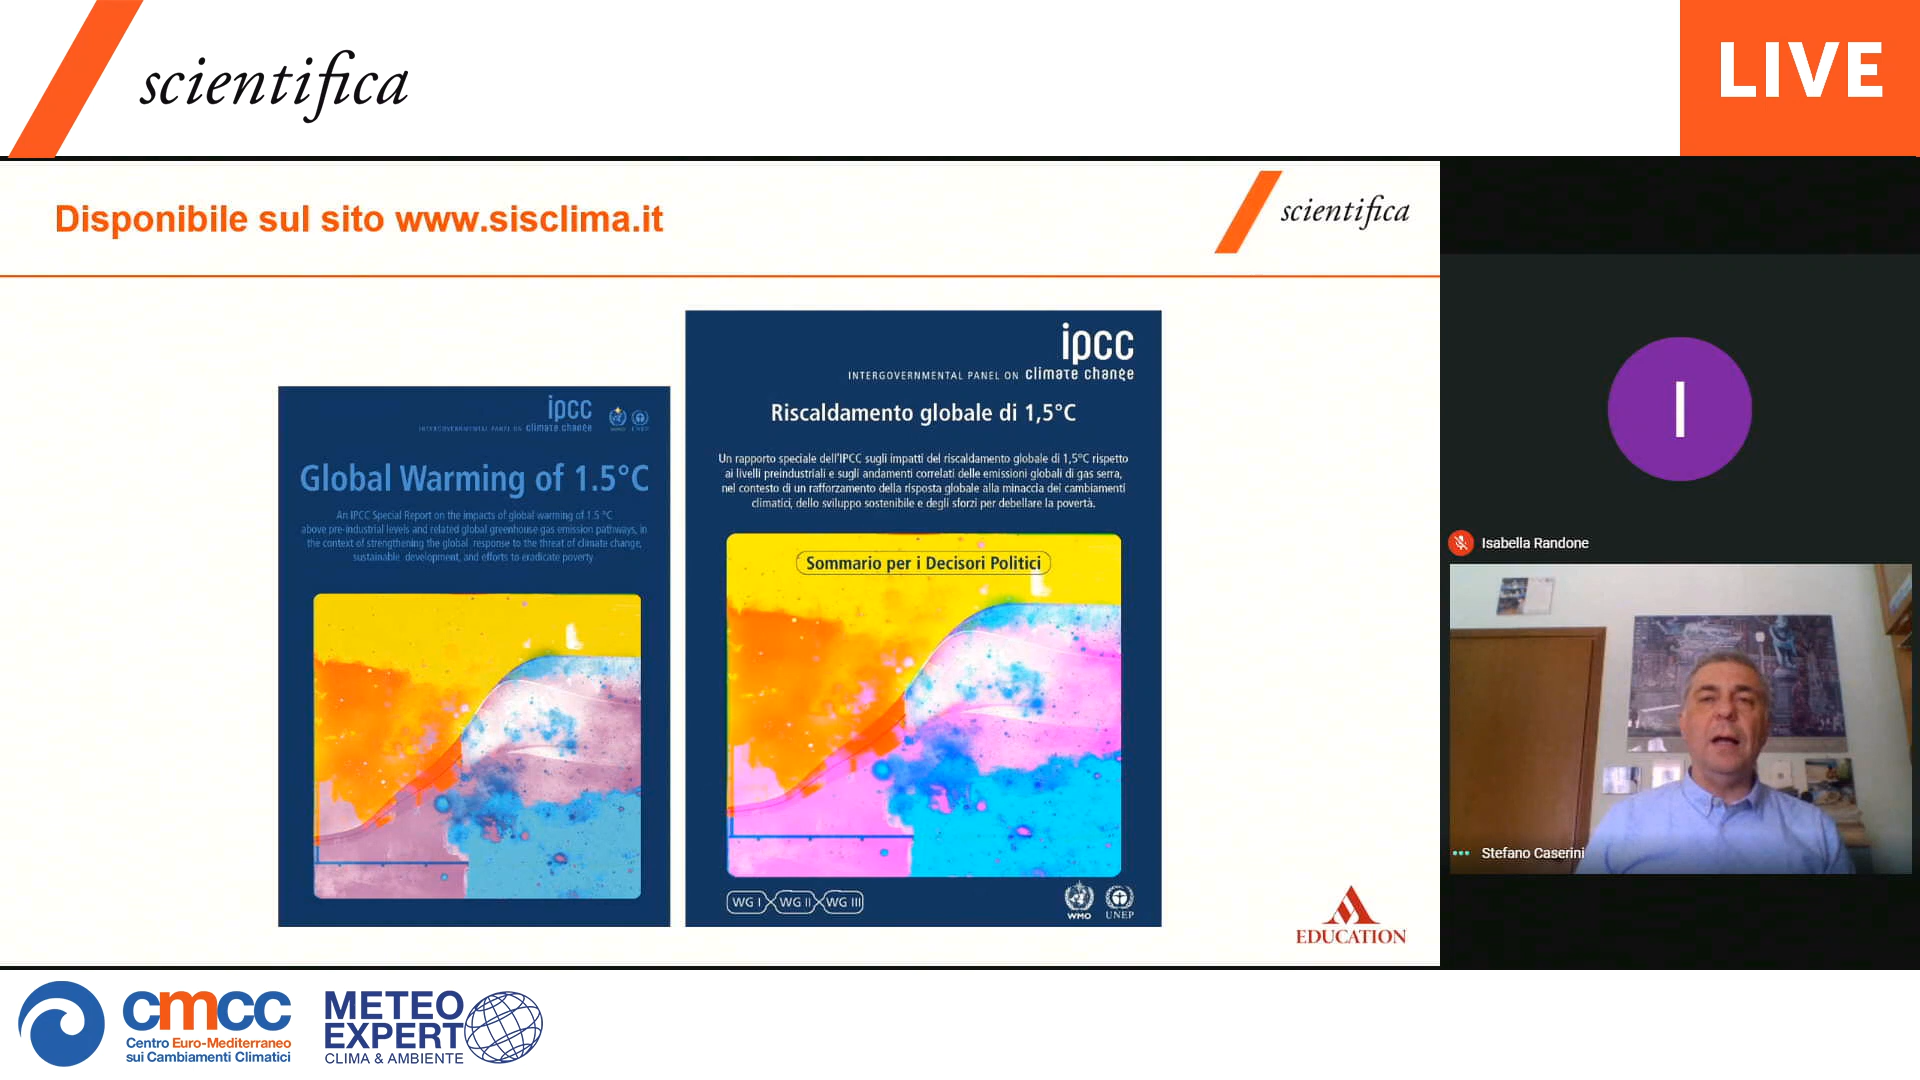 scientifica
LIVE
Disponibile sul sito www.sisclima.it
scientifica
ipcc
INTERGOVERNMENTAL PANEL ON climate change
WMO UNEP
Global Warming of 1.5°C
An IPCC Special Report on the impacts of global warming of 1.5 °C
above pre-industrial levels and related global greenhouse gas emission pathways, in
the context of strengthening the global response to the threat of climate change,
sustainable development, and efforts to eradicate poverty
ipcc
INTERGOVERNMENTAL PANEL ON climate change
Riscaldamento globale di 1,5°C
Un rapporto speciale dell'IPCC sugli impatti del riscaldamento globale di 1,5°C rispetto
ai livelli preindustriali e sugli andamenti correlati delle emissioni globali di gas serra,
nel contesto di un rafforzamento della risposta globale alla minaccia dei cambiamenti
climatici, dello sviluppo sostenibile e degli sforzi per debellare la povertà.
Sommario per i Decisori Politici
WG I WG II WG III
WMO UNEP
EDUCATION
I
Isabella Randone
Stefano Caserini
cmcc
Centro Euro-Mediterraneo
sui Cambiamenti Climatici
METEO
EXPERT
CLIMA & AMBIENTE